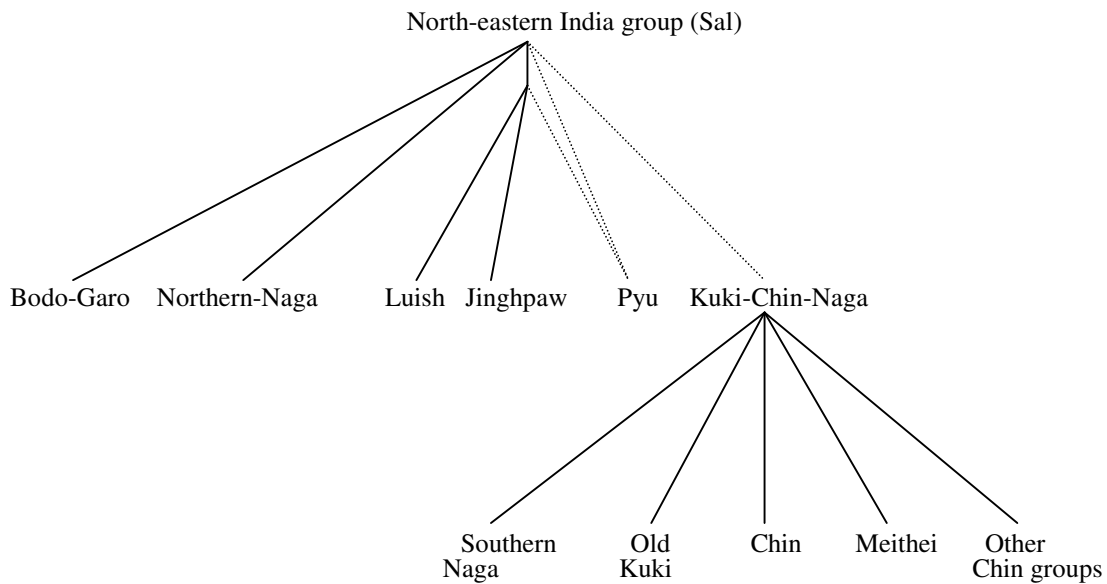 North-eastern India group (Sal)
Bodo-Garo Northern-Naga Luish Jinghpaw Pyu Kuki-Chin-Naga
Southern Naga
Old Kuki
Chin
Meithei
Other Chin groups